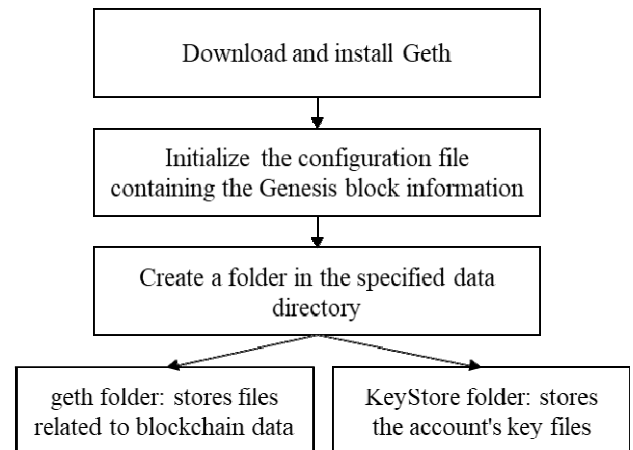 Download and install Geth
Initialize the configuration file
containing the Genesis block information
Create a folder in the specified data
directory
geth folder: stores files
related to blockchain data
KeyStore folder: stores
the account's key files